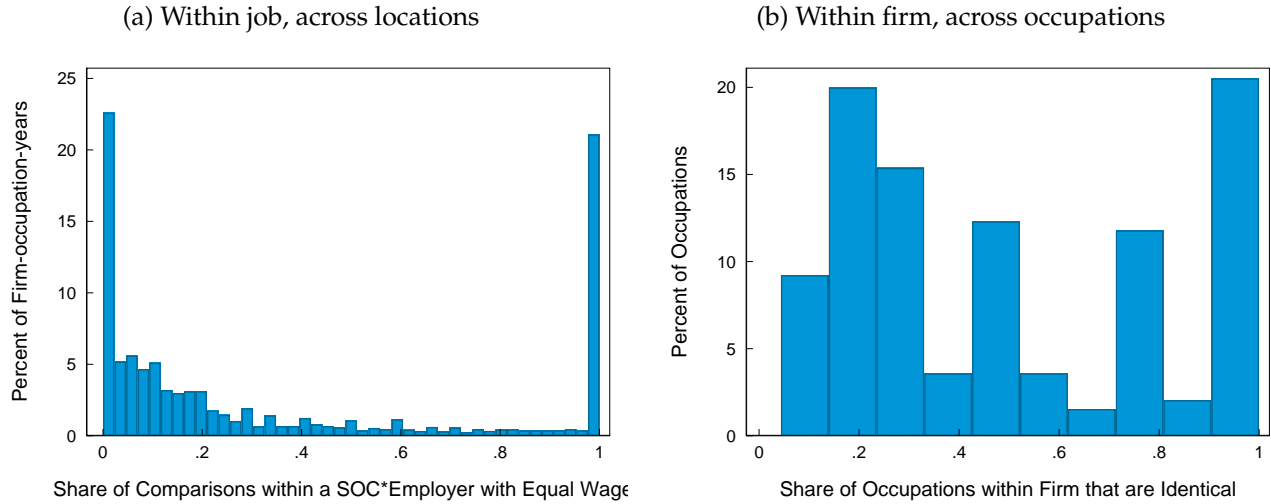 (a) Within job, across locations
(b) Within firm, across occupations
Percent of Firm-occupation-years
25
20
15
10
5
0
0 .2 .4 .6 .8 1
Share of Comparisons within a SOC*Employer with Equal Wage
Percent of Occupations
20
15
10
5
0
0 .2 .4 .6 .8 1
Share of Occupations within Firm that are Identical